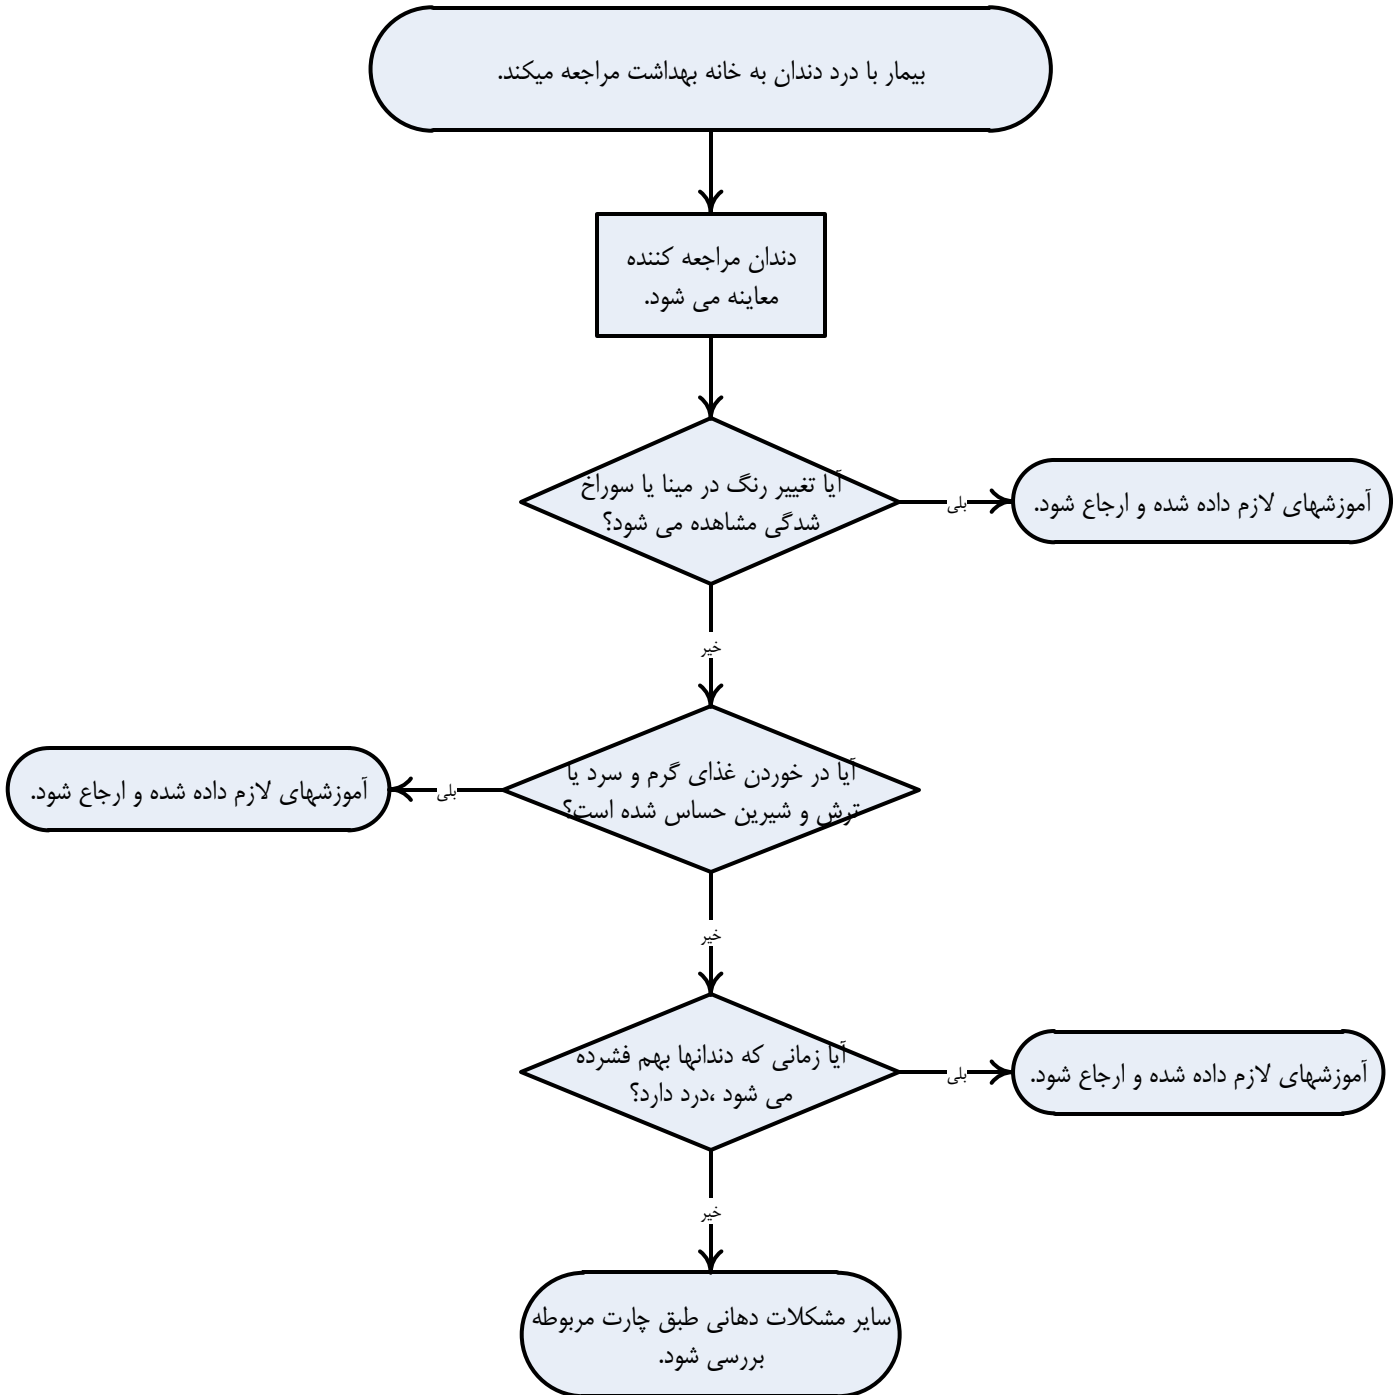 بیمار با درد دندان به خانه بهداشت مراجعه میکند.
دندان مراجعه کننده
معاینه می شود.
آیا تغییر رنگ در مینا یا سوراخ
شدگی مشاهده می شود؟
بلی
آموزشهای لازم داده شده و ارجاع شود.
خیر
آیا در خوردن غذای گرم و سرد یا
ترش و شیرین حساس شده است؟
بلی
آموزشهای لازم داده شده و ارجاع شود.
خیر
آیا زمانی که دندانها بهم فشرده
می شود ،درد دارد؟
بلی
آموزشهای لازم داده شده و ارجاع شود.
خیر
سایر مشکلات دهانی طبق چارت مربوطه
بررسی شود.